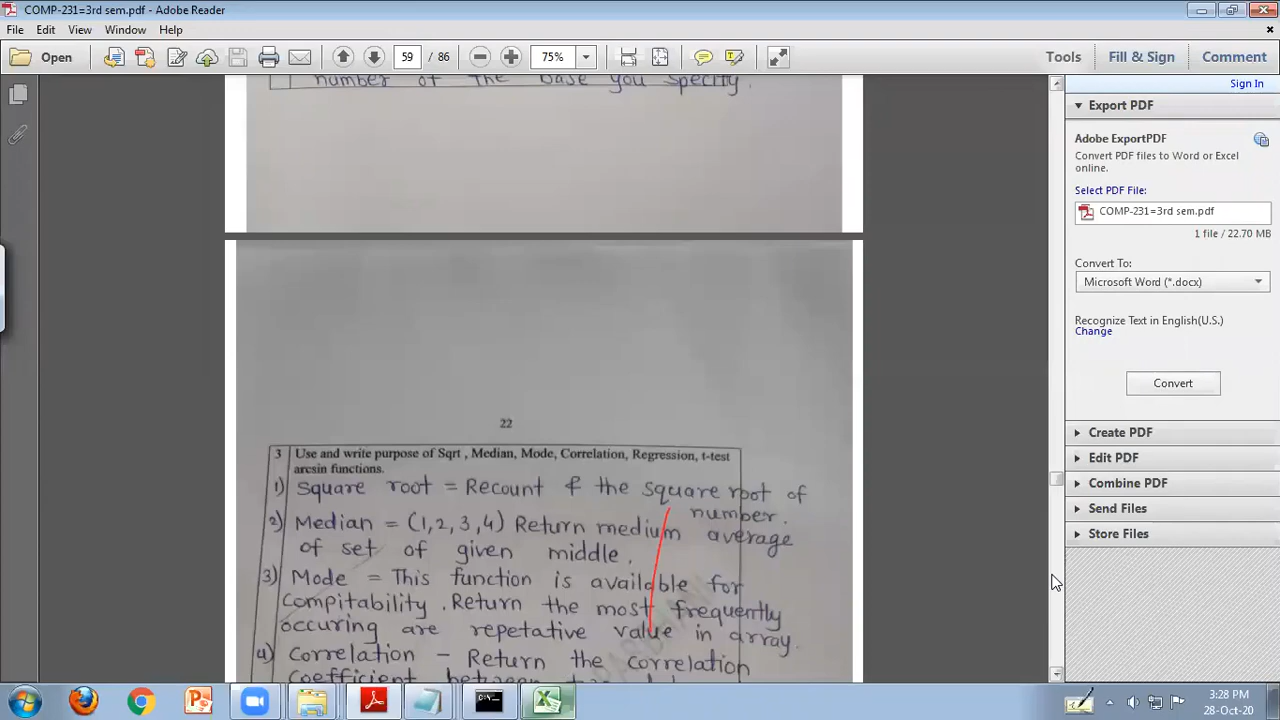 COMP-231=3rd sem.pdf - Adobe Reader
File Edit View Window Help
Open 59 / 86 75% Tools Fill & Sign Comment
Sign In
number of the base you specify
22
3 Use and write purpose of Sqrt , Median, Mode, Correlation, Regression, t-test
arcsin functions.
1) Square root = Recount & the square root of
number.
2) Median = (1,2,3,4) Return medium average
of set of given middle.
3) Mode = This function is available for
compitability . Return the most frequently
occuring are repetative value in array.
4) Correlation - Return the correlation
coefficient between
Export PDF
Adobe ExportPDF
Convert PDF files to Word or Excel
online.
Select PDF File:
COMP-231=3rd sem.pdf
1 file / 22.70 MB
Convert To:
Microsoft Word (*.docx)
Recognize Text in English(U.S.)
Change
Convert
Create PDF
Edit PDF
Combine PDF
Send Files
Store Files
3:28 PM
28-Oct-20